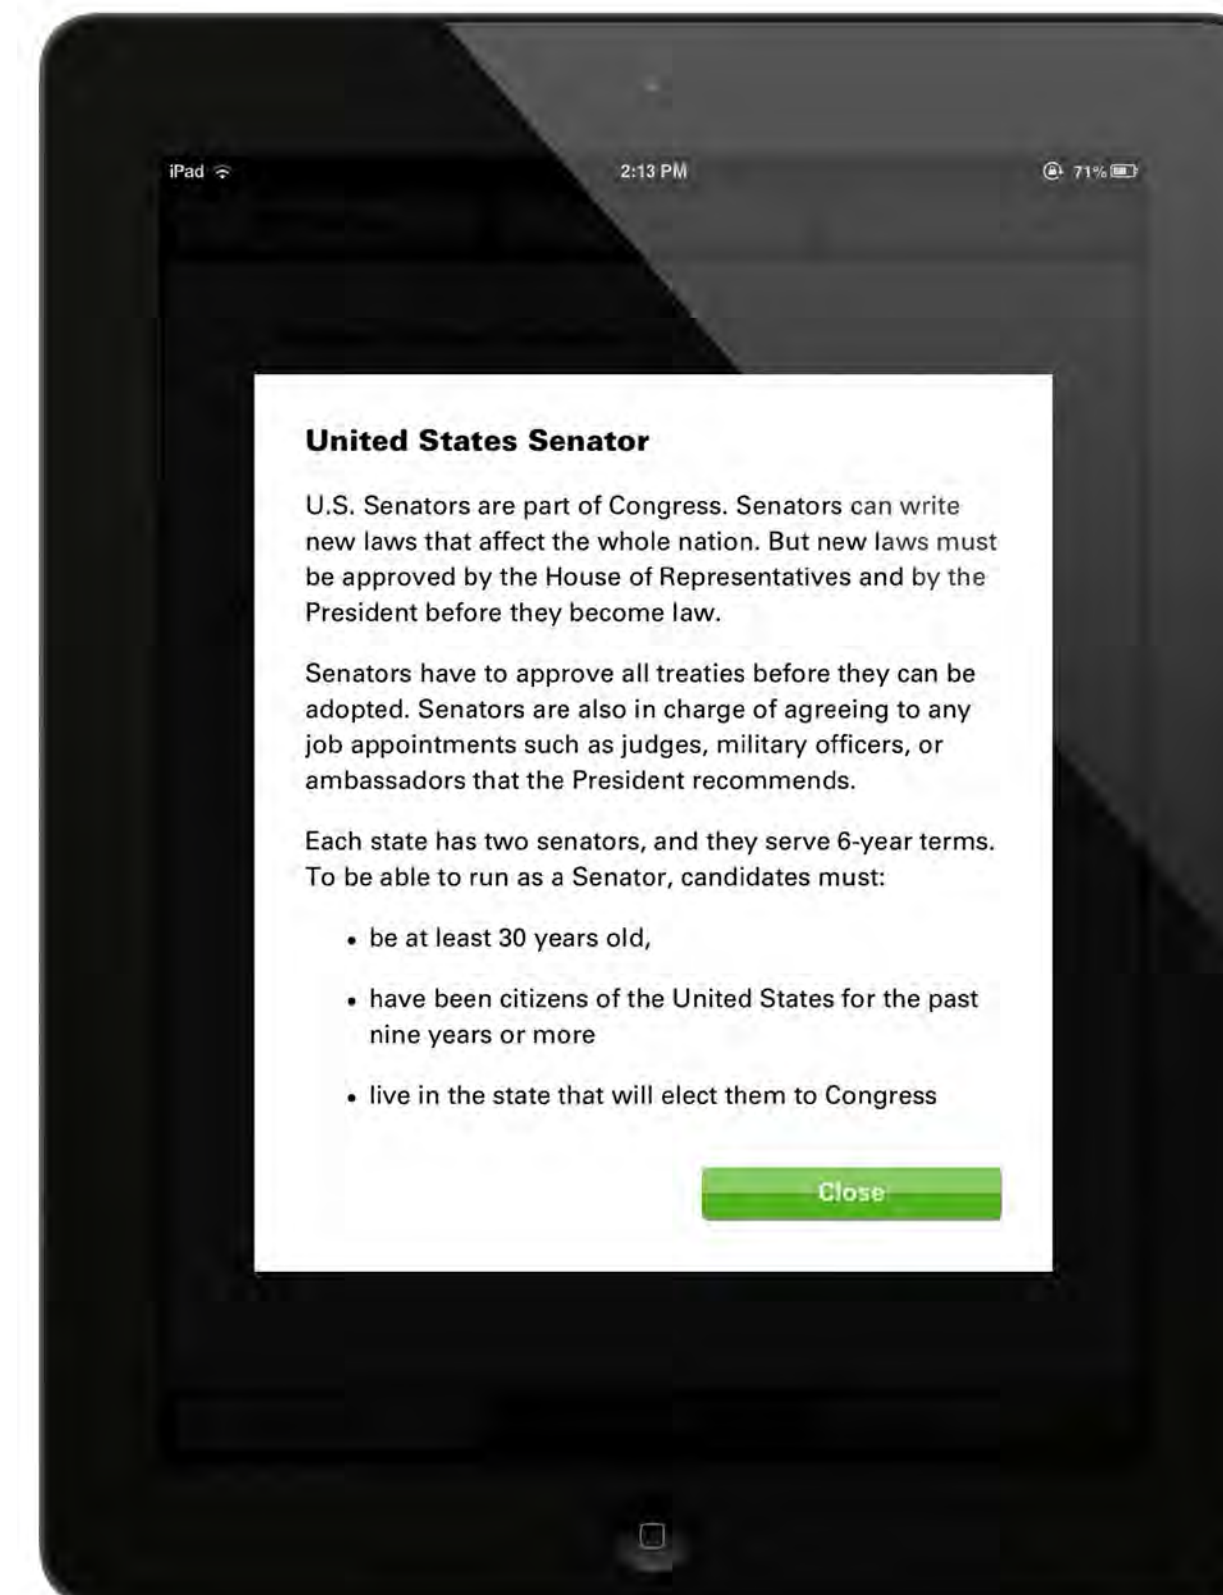 iPad 2:13 PM 71%
United States Senator
U.S. Senators are part of Congress. Senators can write
new laws that affect the whole nation. But new laws must
be approved by the House of Representatives and by the
President before they become law.
Senators have to approve all treaties before they can be
adopted. Senators are also in charge of agreeing to any
job appointments such as judges, military officers, or
ambassadors that the President recommends.
Each state has two senators, and they serve 6-year terms.
To be able to run as a Senator, candidates must:
• be at least 30 years old,
• have been citizens of the United States for the past
nine years or more
• live in the state that will elect them to Congress
Close